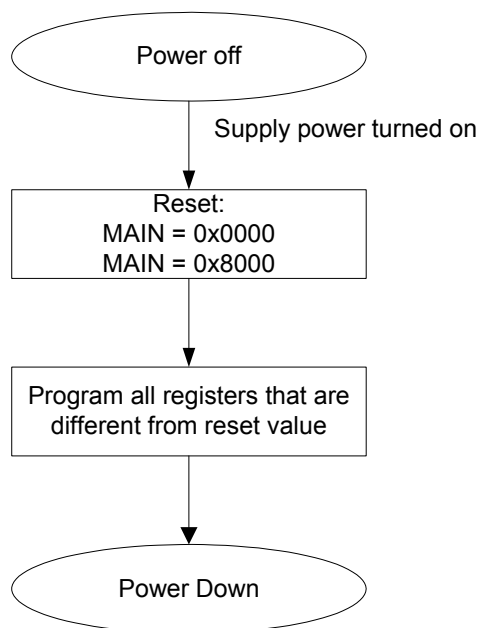 Power off
Supply power turned on
Reset:
MAIN = 0x0000
MAIN = 0x8000
Program all registers that are
different from reset value
Power Down